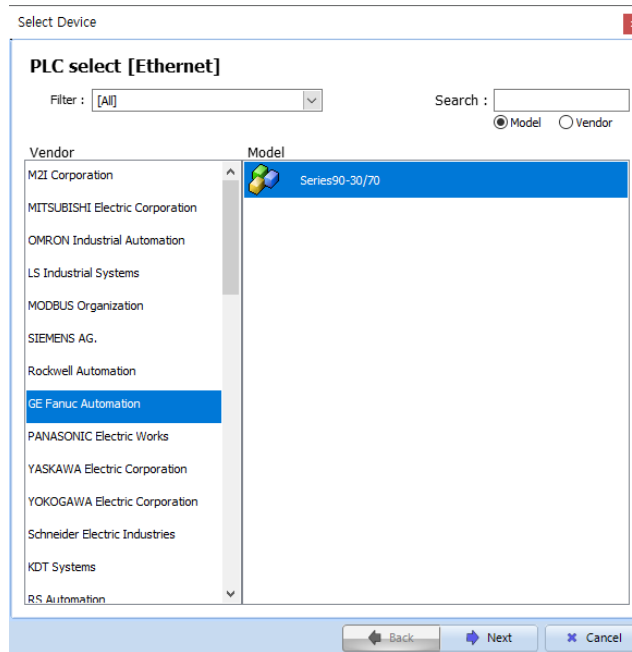 Select Device
PLC select [Ethernet]
Filter : [All] Search :
Model Vendor
Vendor Model
M2I Corporation Series90-30/70
MITSUBISHI Electric Corporation
OMRON Industrial Automation
LS Industrial Systems
MODBUS Organization
SIEMENS AG.
Rockwell Automation
GE Fanuc Automation
PANASONIC Electric Works
YASKAWA Electric Corporation
YOKOGAWA Electric Corporation
Schneider Electric Industries
KDT Systems
RS Automation
Back Next Cancel